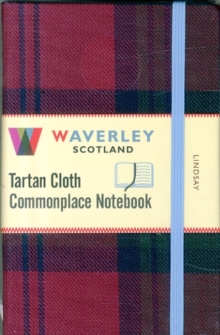 WAVERLEY
SCOTLAND
Tartan Cloth
Commonplace Notebook
LINDSAY